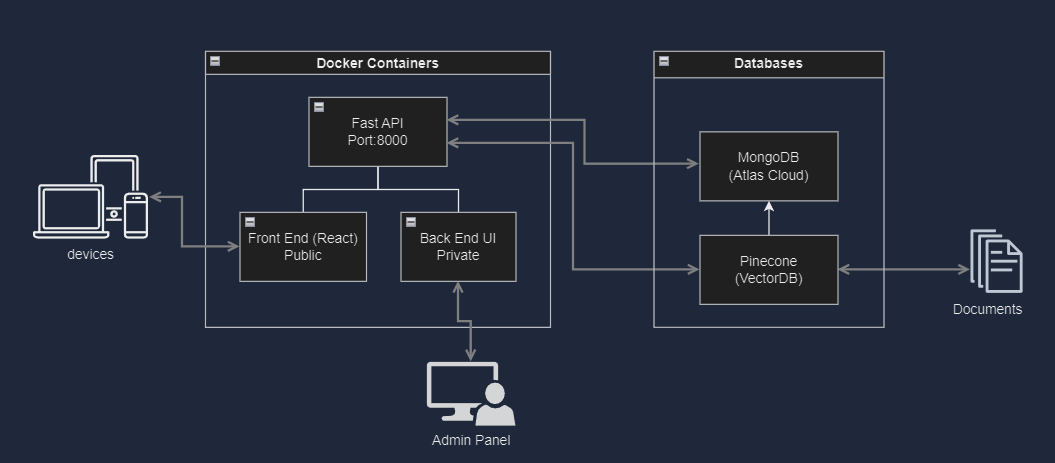 Docker Containers
Databases
Fast API
Port:8000
MongoDB
(Atlas Cloud)
Front End (React)
Public
Back End UI
Private
devices
Pinecone
(VectorDB)
Documents
Admin Panel